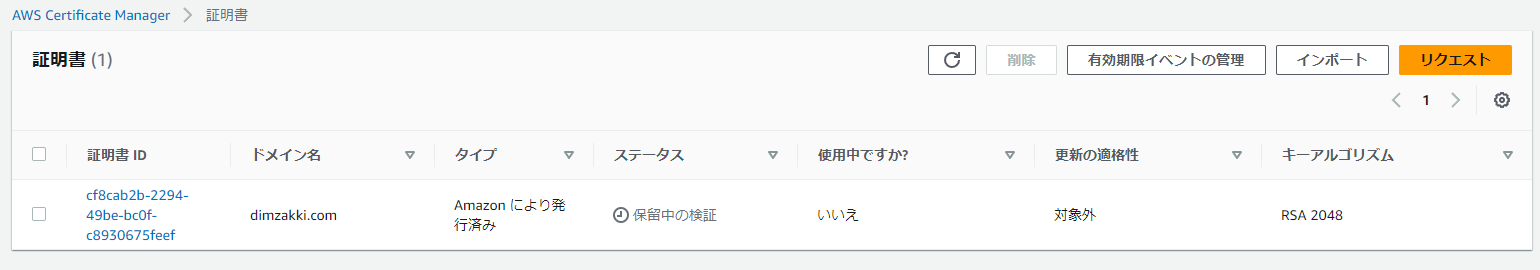 AWS Certificate Manager 証明書
証明書 (1)
削除 有効期限イベントの管理 インポート リクエスト
1
証明書 ID ドメイン名 タイプ ステータス 使用中ですか? 更新の適格性 キーアルゴリズム
cf8cab2b-2294-
49be-bc0f-
c8930675feef
dimzakki.com
Amazon により発
行済み
保留中の検証
いいえ
対象外
RSA 2048